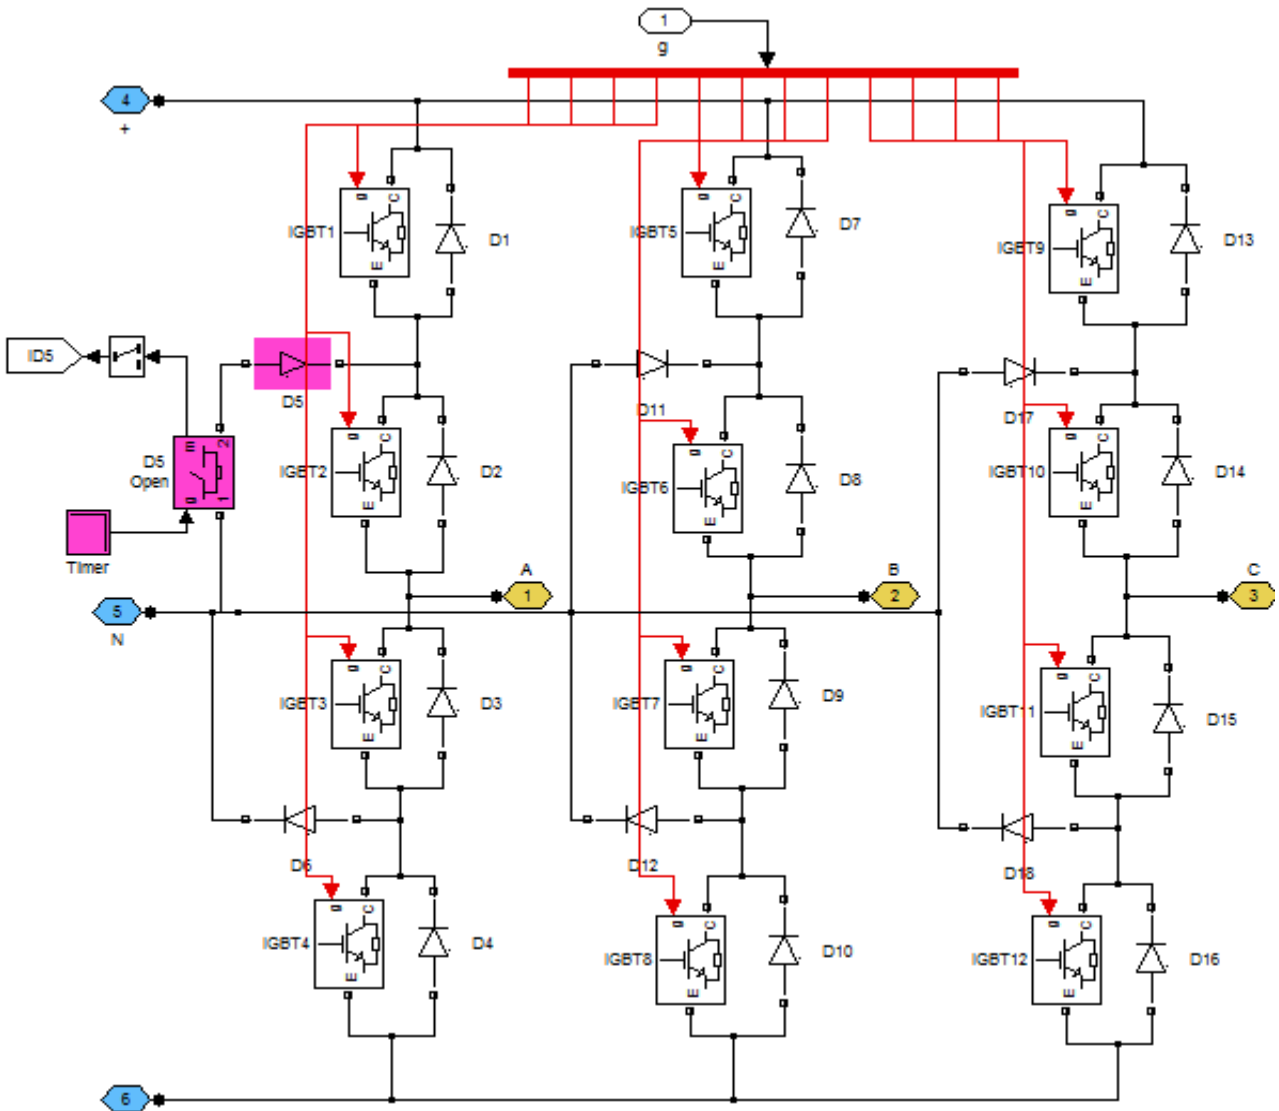 1
g
4
+
g C
IGBT1
E
D1
g C
IGBT5
E
D7
g C
IGBT9
E
D13
ID5
D5
D11
D17
m 2
D5
Open
g 1
Timer
g C
IGBT2
E
D2
g C
IGBT6
E
D8
g C
IGBT10
E
D14
A
1
B
2
C
3
5
N
g C
IGBT3
E
D3
g C
IGBT7
E
D9
g C
IGBT11
E
D15
D6
D12
D18
g C
IGBT4
E
D4
g C
IGBT8
E
D10
g C
IGBT12
E
D16
6